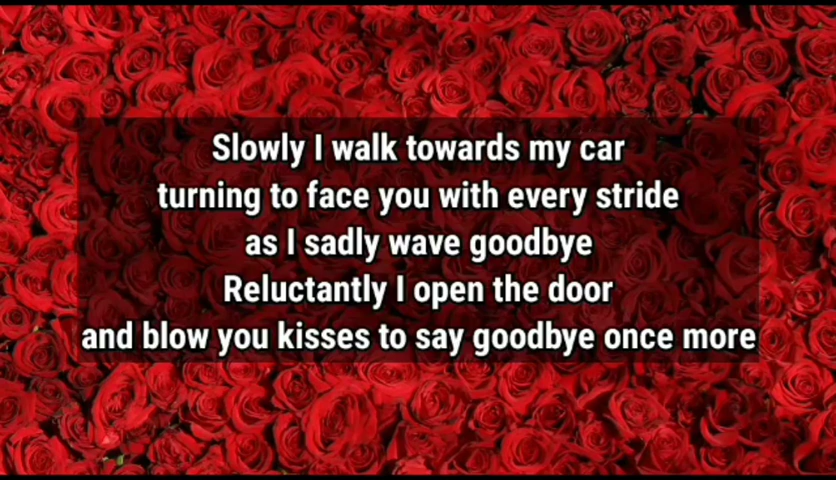 Slowly I walk towards my car
turning to face you with every stride
as I sadly wave goodbye
Reluctantly I open the door
and blow you kisses to say goodbye once more